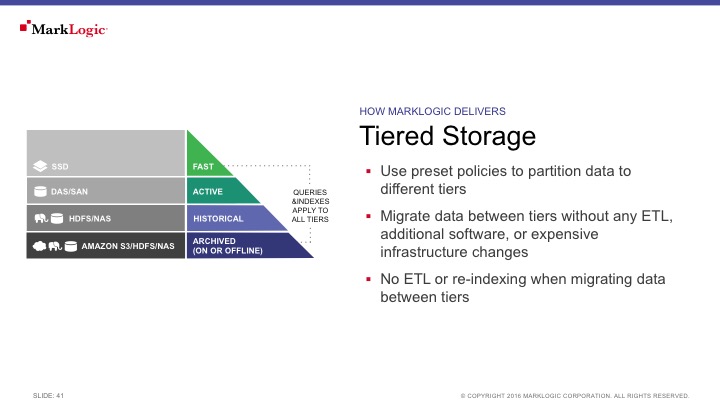 MarkLogic
HOW MARKLOGIC DELIVERS
Tiered Storage
SSD
FAST
DAS/SAN
ACTIVE
HDFS/NAS
HISTORICAL
AMAZON S3/HDFS/NAS
ARCHIVED
(ON OR OFFLINE)
QUERIES
&INDEXES
APPLY TO
ALL TIERS
▪ Use preset policies to partition data to
different tiers
▪ Migrate data between tiers without any ETL,
additional software, or expensive
infrastructure changes
▪ No ETL or re-indexing when migrating data
between tiers
SLIDE: 41
© COPYRIGHT 2016 MARKLOGIC CORPORATION. ALL RIGHTS RESERVED.